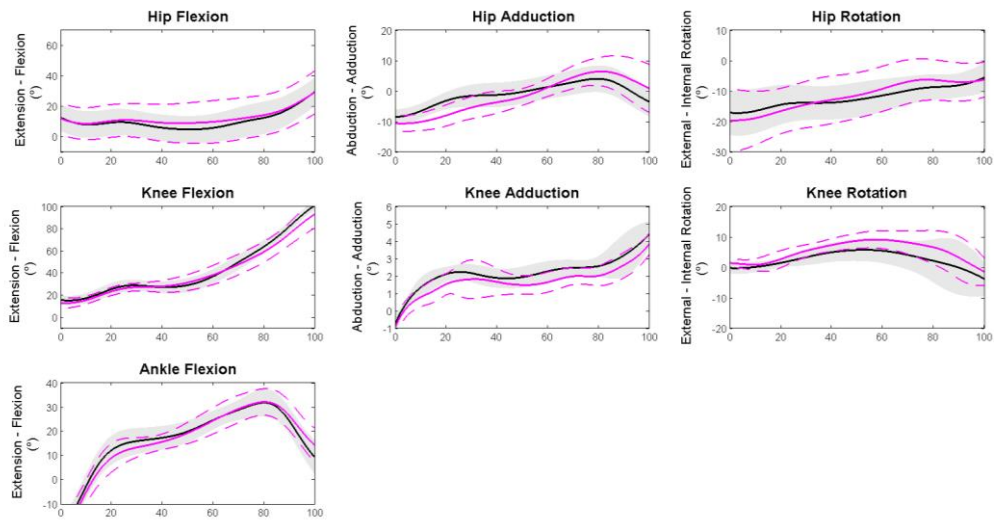 Hip Flexion
Extension - Flexion
(°)
60
40
20
0
0 20 40 60 80 100
Hip Adduction
Abduction - Adduction
(°)
20
10
0
-10
-20
0 20 40 60 80 100
Hip Rotation
External - Internal Rotation
(°)
10
0
-10
-20
-30
0 20 40 60 80 100
Knee Flexion
Extension - Flexion
(°)
100
80
60
40
20
0
0 20 40 60 80 100
Knee Adduction
Abduction - Adduction
(°)
6
5
4
3
2
1
0
-1
0 20 40 60 80 100
Knee Rotation
External - Internal Rotation
(°)
20
10
0
-10
-20
0 20 40 60 80 100
Ankle Flexion
Extension - Flexion
(°)
40
30
20
10
0
-10
0 20 40 60 80 100